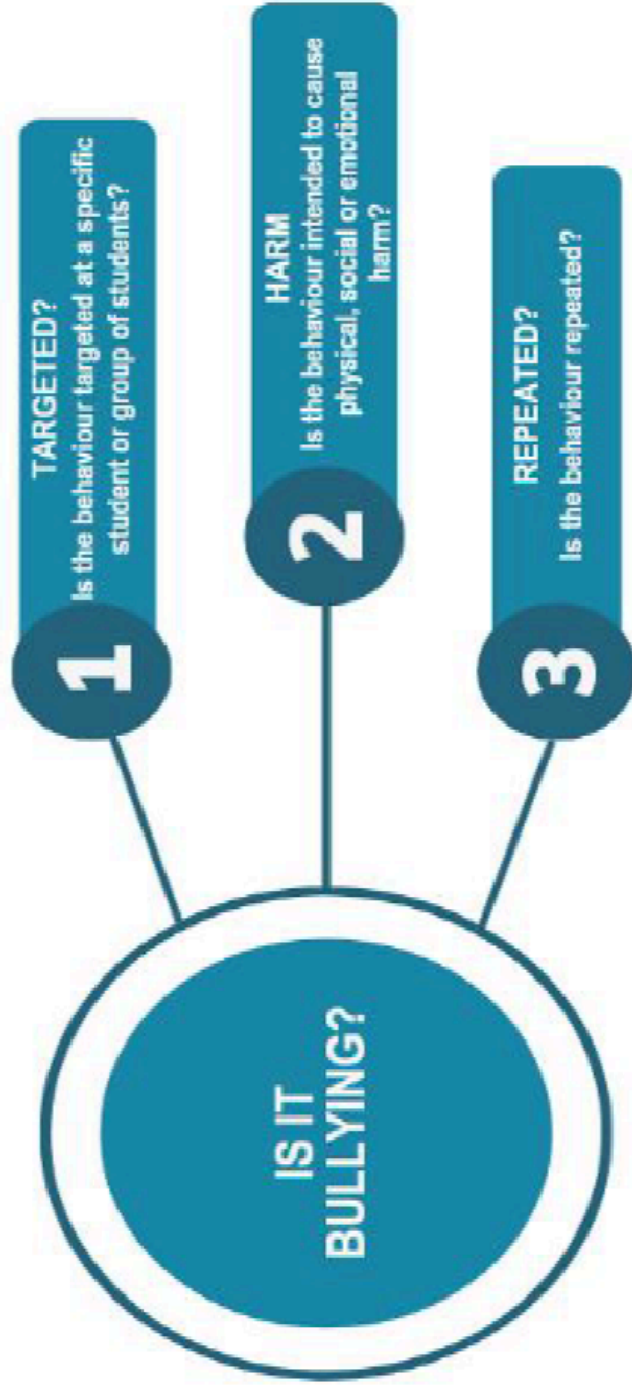 IS IT
BULLYING?
1
TARGETED?
Is the behaviour targeted at a specific
student or group of students?
2
HARM
Is the behaviour intended to cause
physical, social or emotional
harm?
3
REPEATED?
Is the behaviour repeated?